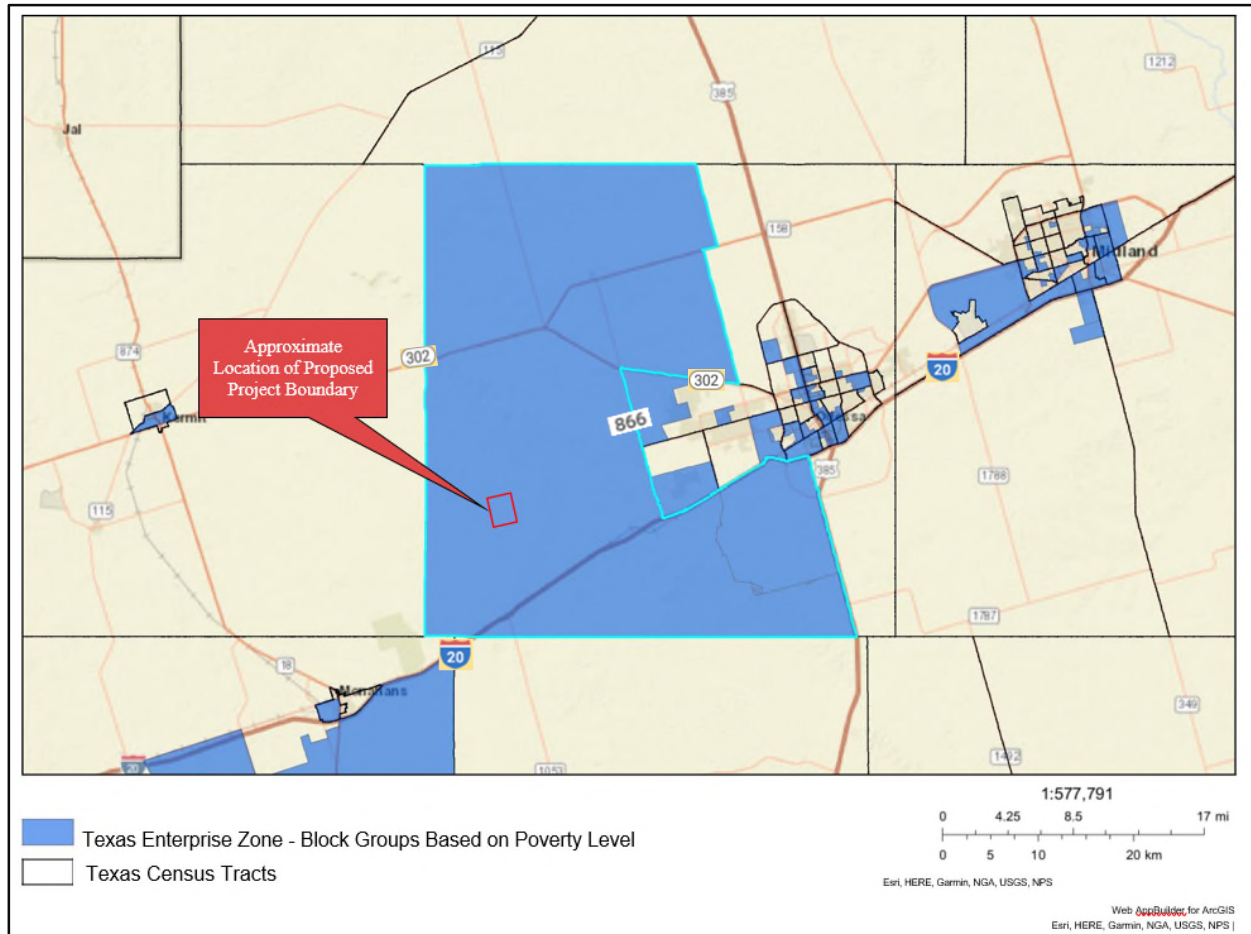 115
1212
385
Jal
158
Midland
Approximate
Location of Proposed
Project Boundary
874
302
302
20
Kermit
866
Odessa
385
1788
115
1787
20
18
Monahans
349
20
1053
1492
1:577,791
0 4.25 8.5 17 mi
0 5 10 20 km
Texas Enterprise Zone - Block Groups Based on Poverty Level
Texas Census Tracts
Esri, HERE, Garmin, NGA, USGS, NPS
Web AppBuilder for ArcGIS
Esri, HERE, Garmin, NGA, USGS, NPS |